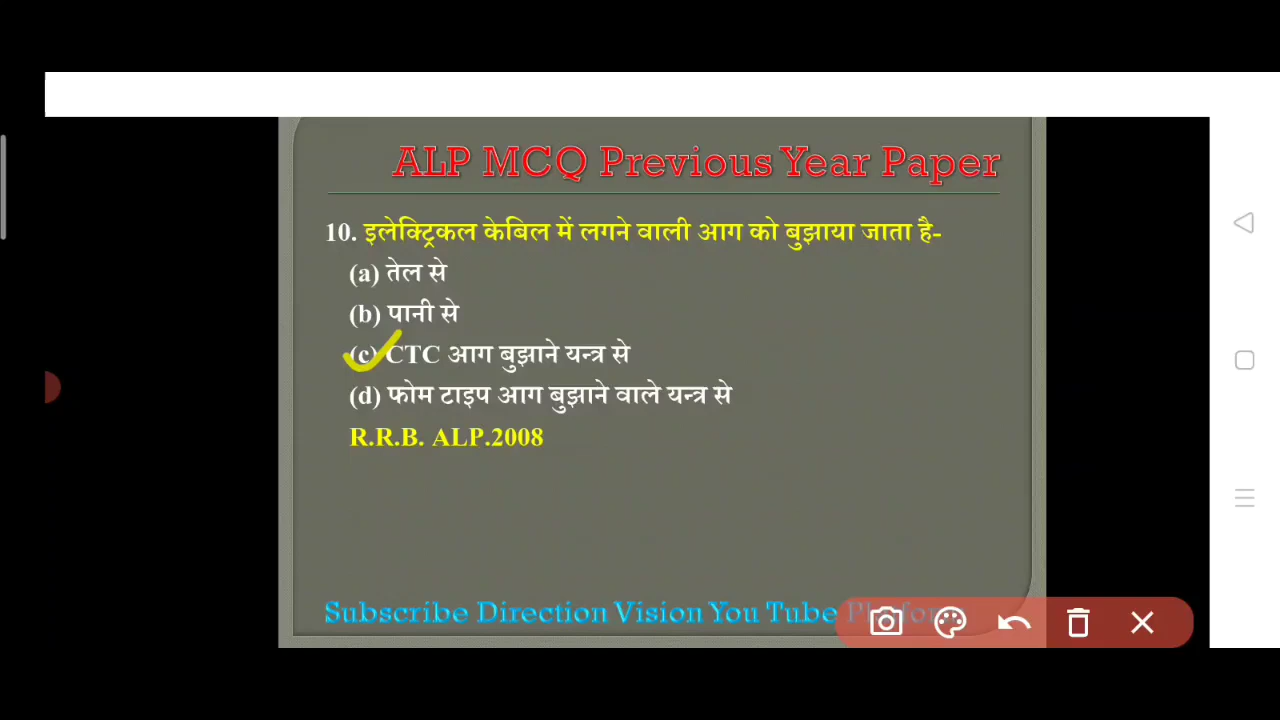 ALP MCQ Previous Year Paper
10. इलेक्ट्रिकल केबिल में लगने वाली आग को बुझाया जाता है-
(a) तेल से
(b) पानी से
(c) CTC आग बुझाने यन्त्र से
(d) फोम टाइप आग बुझाने वाले यन्त्र से
R.R.B. ALP.2008
Subscribe Direction Vision You Tube